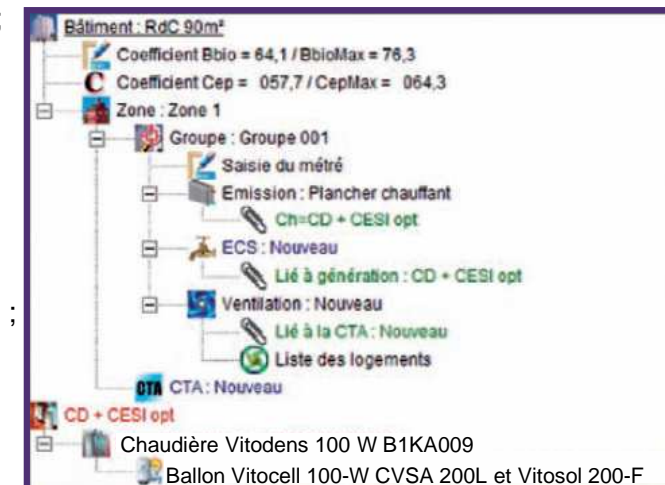 :
Bâtiment : RdC 90m²
Coefficient Bbio = 64,1 / BbioMax = 76,3
C Coefficient Cep = 057,7 / CepMax = 064,3
Zone : Zone 1
Groupe : Groupe 001
Saisie du métré
Emission : Plancher chauffant
Ch=CD + CESI opt
ECS : Nouveau
Lié à génération : CD + CESI opt
;
Ventilation : Nouveau
Lié à la CTA : Nouveau
Liste des logements
CTA CTA : Nouveau
CD + CESI opt
Chaudière Vitodens 100 W B1KA009
Ballon Vitocell 100-W CVSA 200L et Vitosol 200-F